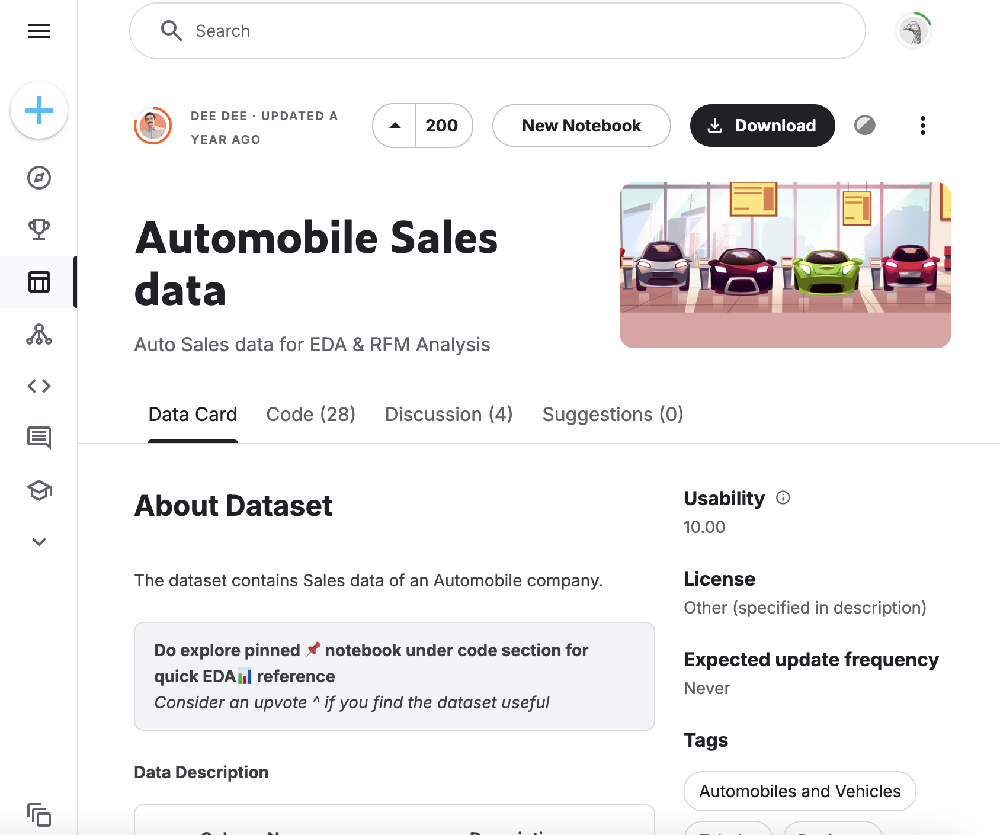 Search
DEE DEE · UPDATED A
YEAR AGO
200
New Notebook
Download
Automobile Sales
data
Auto Sales data for EDA & RFM Analysis
Data Card
Code (28)
Discussion (4)
Suggestions (0)
About Dataset
The dataset contains Sales data of an Automobile company.
Do explore pinned 📌 notebook under code section for
quick EDA📊 reference
Consider an upvote ^ if you find the dataset useful
Data Description
Usability
10.00
License
Other (specified in description)
Expected update frequency
Never
Tags
Automobiles and Vehicles